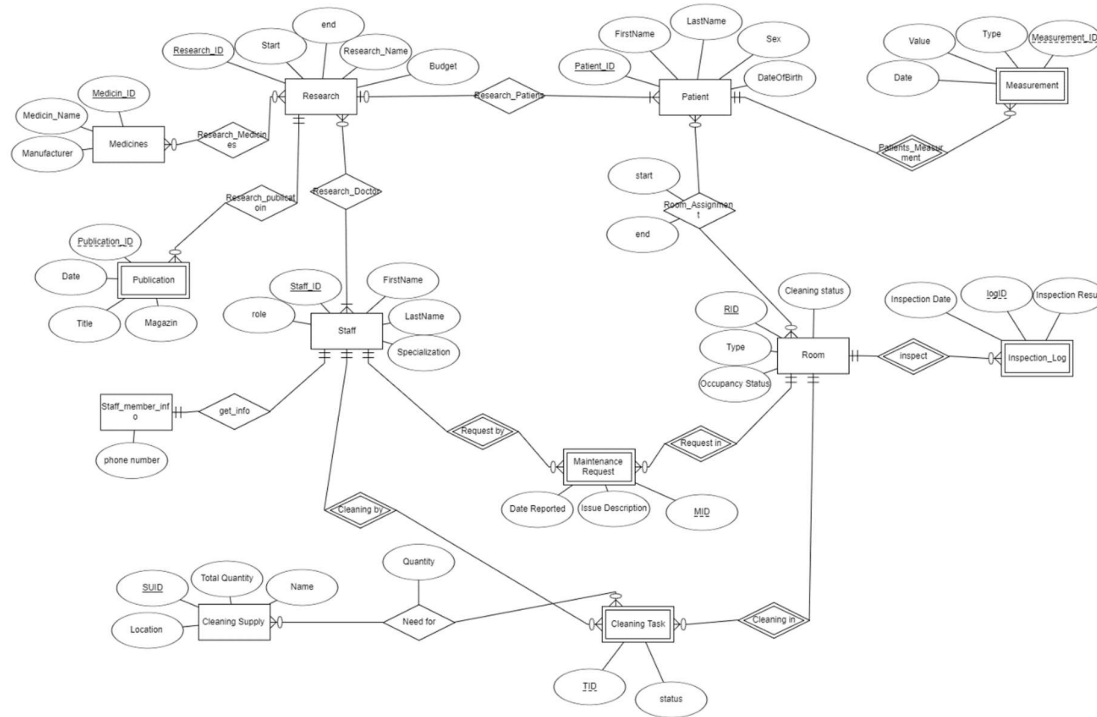 end
LastName
Start
Research_ID
Research_Name
Budget
Research
FirstName
Sex
Patient_ID
DateOfBirth
Patient
Research_Patient
Type
Value
Measurement_ID
Date
Measurement
Patients_Measur
ment
Medicin_ID
Medicin_Name
Manufacturer
Medicines
Research_Medici
nes
Research_publicat
oin
Research_Doctor
start
Room_Assignmen
t
end
Publication_ID
Date
Publication
Title
Magazin
Staff_ID
FirstName
role
LastName
Staff
Specialization
Cleaning status
RID
Type
Room
Occupancy Status
Inspection Date
logID
Inspection Resu
inspect
Inspection_Log
Staff_member_inf
o
get_info
phone number
Request by
Request in
Maintenance
Request
Date Reported
Issue Description
MID
Cleaning by
Quantity
SUID
Total Quantity
Name
Location
Cleaning Supply
Need for
Cleaning Task
Cleaning in
TID
status